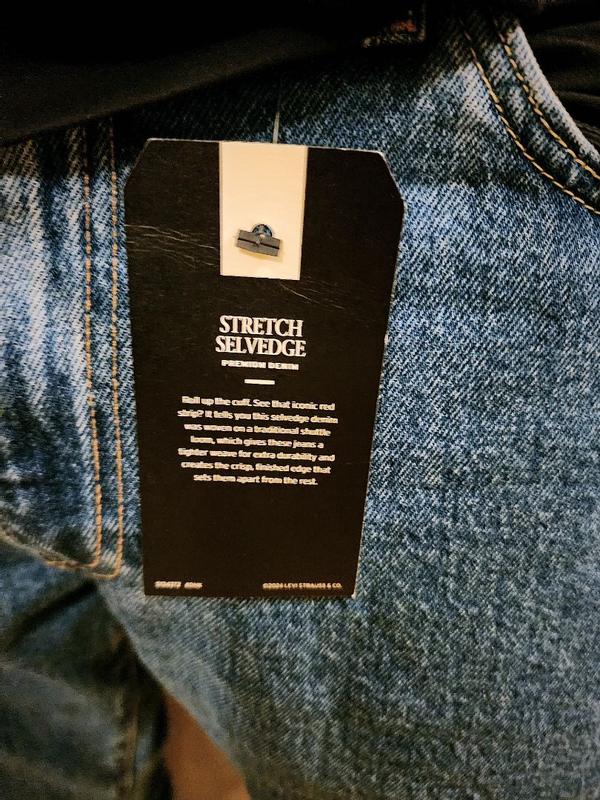 STRETCH
SELVEDGE
PREMIUM DENIM
Roll up the cuff. See that iconic red
strip? It tells you this selvedge denim
was woven on a traditional shuttle
loom, which gives these jeans a
tighter weave for extra durability and
creates the crisp, finished edge that
sets them apart from the rest.
©2024 LEVI STRAUSS & CO.